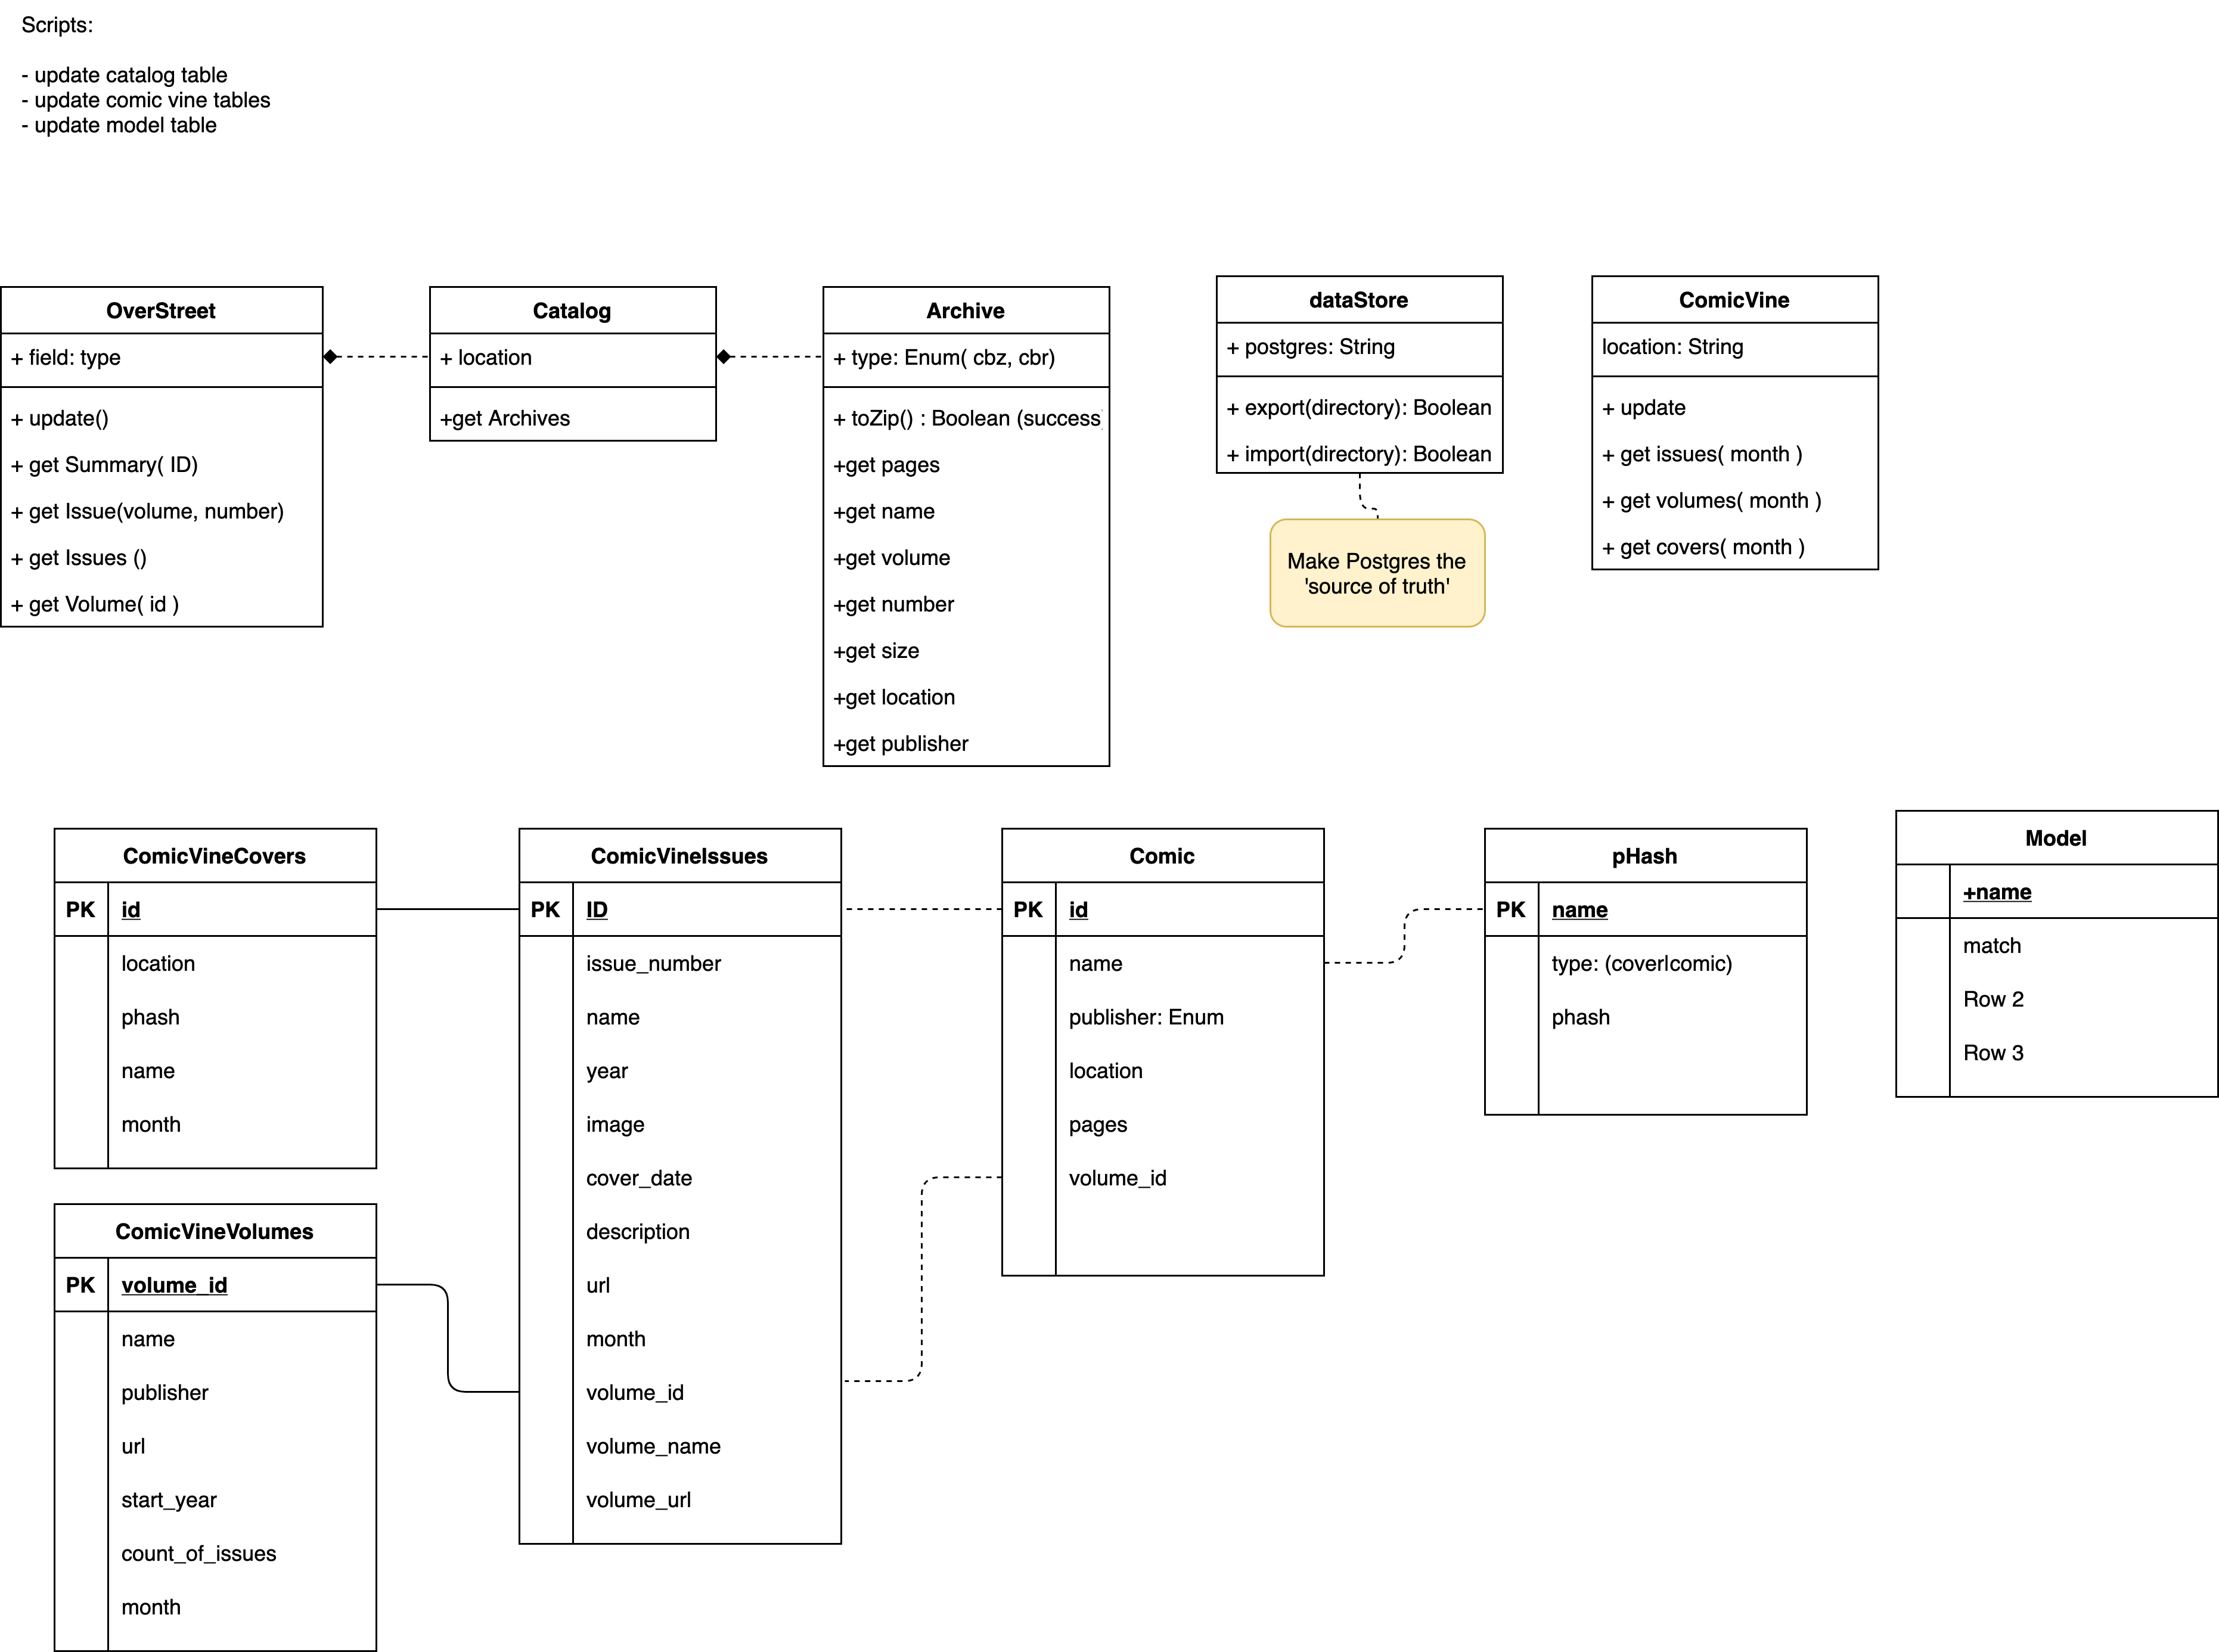 Scripts:
- update catalog table
- update comic vine tables
- update model table
OverStreet
+ field: type
+ update()
+ get Summary( ID)
+ get Issue(volume, number)
+ get Issues ()
+ get Volume( id )
Catalog
+ location
+get Archives
Archive
+ type: Enum( cbz, cbr)
+ toZip() : Boolean (success)
+get pages
+get name
+get volume
+get number
+get size
+get location
+get publisher
dataStore
+ postgres: String
+ export(directory): Boolean
+ import(directory): Boolean
Make Postgres the
'source of truth'
ComicVine
location: String
+ update
+ get issues( month )
+ get volumes( month )
+ get covers( month )
ComicVineCovers
PK id
location
phash
name
month
ComicVineVolumes
PK volume_id
name
publisher
url
start_year
count_of_issues
month
ComicVineIssues
PK ID
issue_number
name
year
image
cover_date
description
url
month
volume_id
volume_name
volume_url
Comic
PK id
name
publisher: Enum
location
pages
volume_id
pHash
PK name
type: (cover|comic)
phash
Model
+name
match
Row 2
Row 3